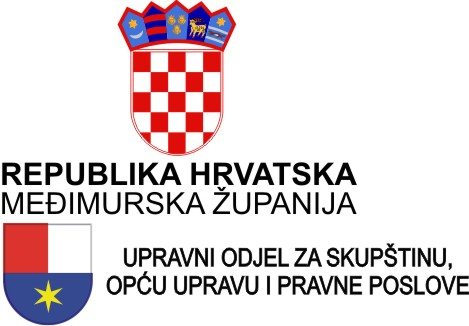 REPUBLIKA HRVATSKA
MEĐIMURSKA ŽUPANIJA
UPRAVNI ODJEL ZA SKUPŠTINU,
OPĆU UPRAVU I PRAVNE POSLOVE